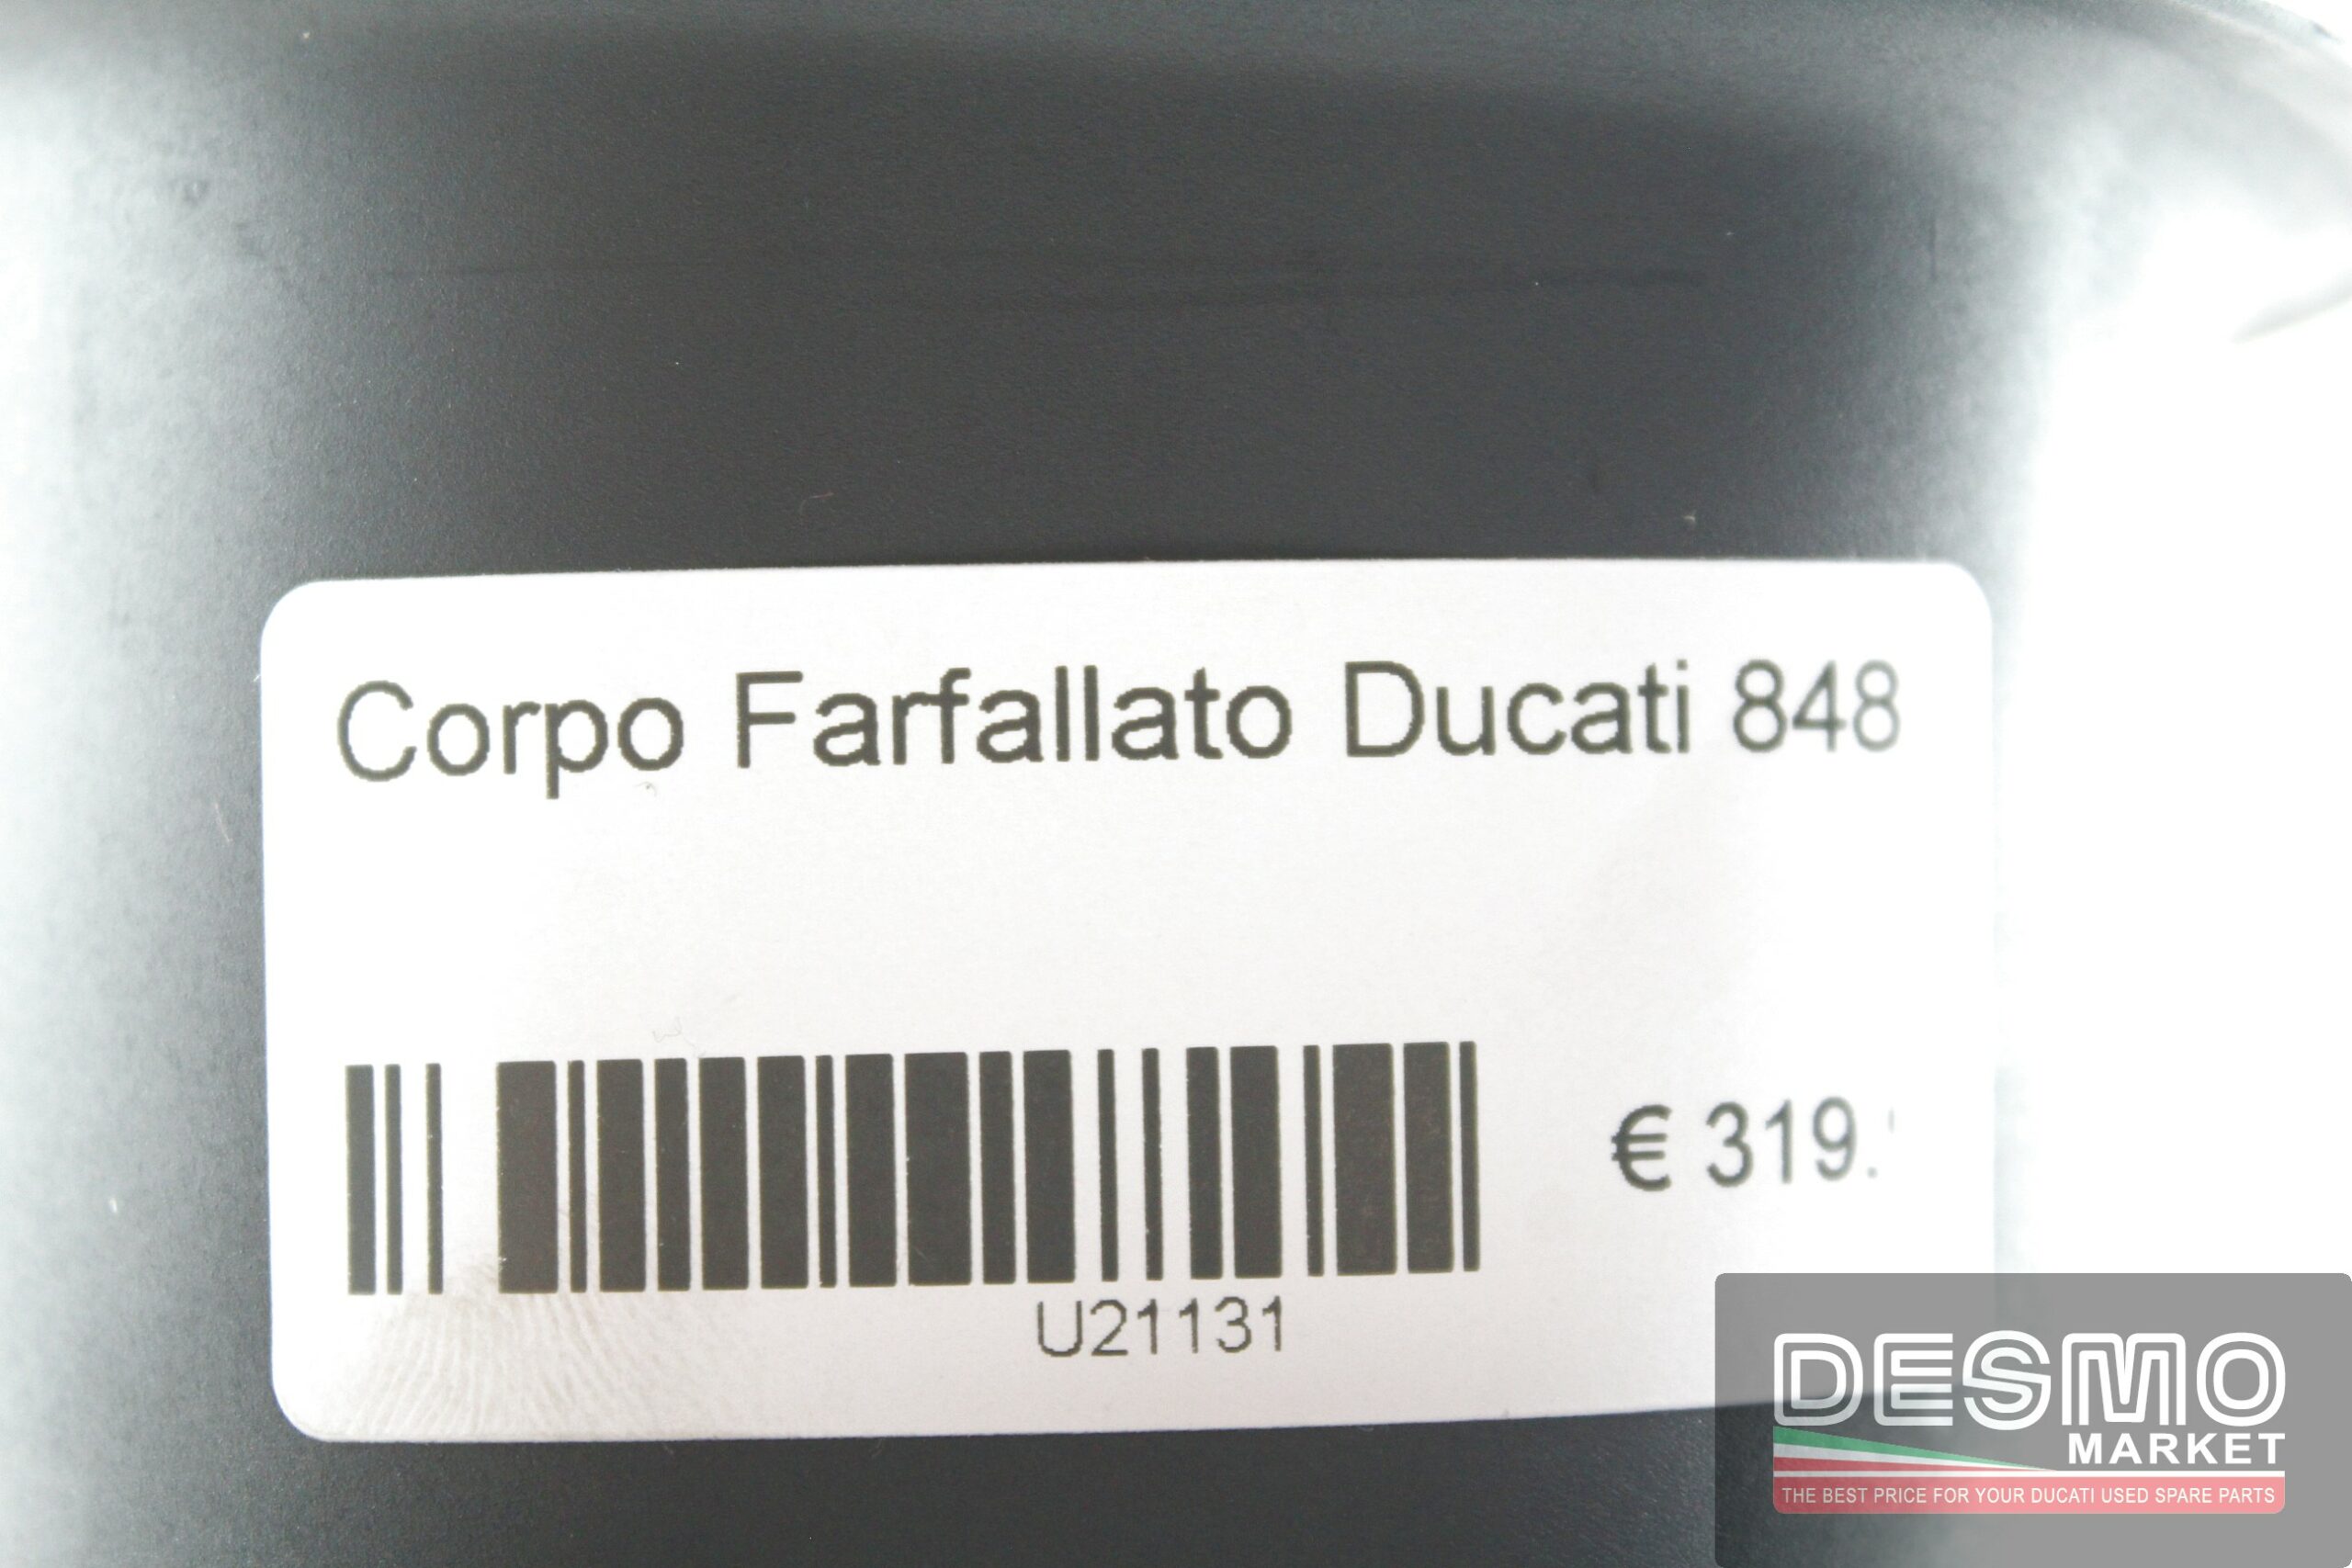 Corpo Farfallato Ducati 848
€ 319.
U21131
DESMO
MARKET
THE BEST PRICE FOR YOUR DUCATI USED SPARE PARTS